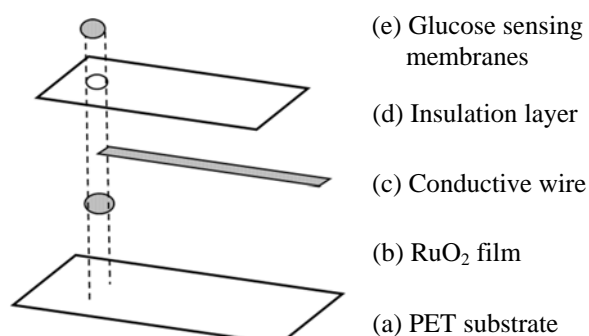 (e) Glucose sensing
membranes
(d) Insulation layer
(c) Conductive wire
(b) RuO₂ film
(a) PET substrate